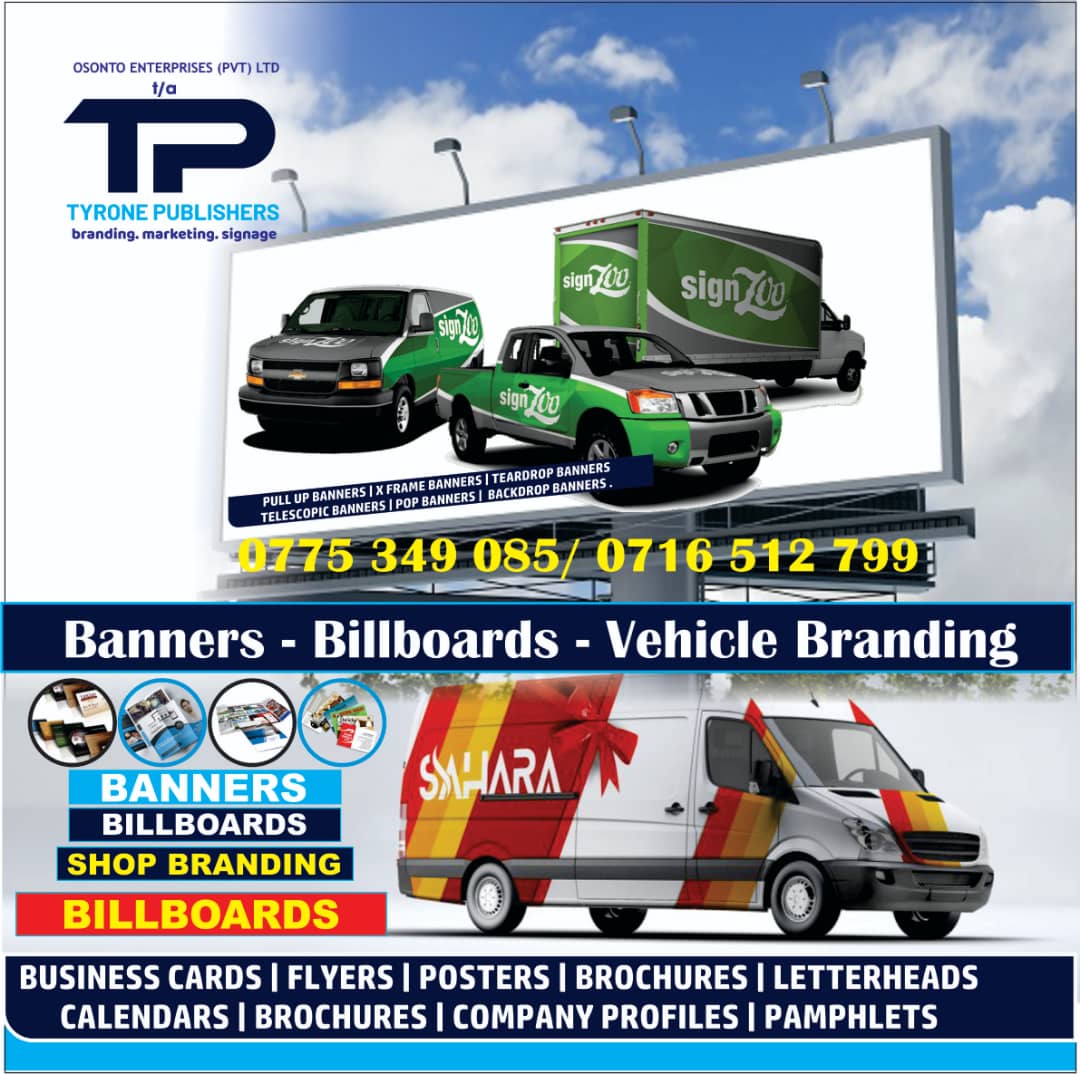 OSONTO ENTERPRISES (PVT) LTD
t/a
TP
TYRONE PUBLISHERS
branding. marketing. signage
sign Zoo
sign Zoo
sign Zoo
signZoo
sign Zoo
PULL UP BANNERS | X FRAME BANNERS | TEARDROP BANNERS
TELESCOPIC BANNERS | POP BANNERS | BACKDROP BANNERS .
0775 349 085/ 0716 512 799
Banners - Billboards - Vehicle Branding
SAHARA
BANNERS
BILLBOARDS
SHOP BRANDING
BILLBOARDS
BUSINESS CARDS | FLYERS | POSTERS | BROCHURES | LETTERHEADS
CALENDARS | BROCHURES | COMPANY PROFILES | PAMPHLETS